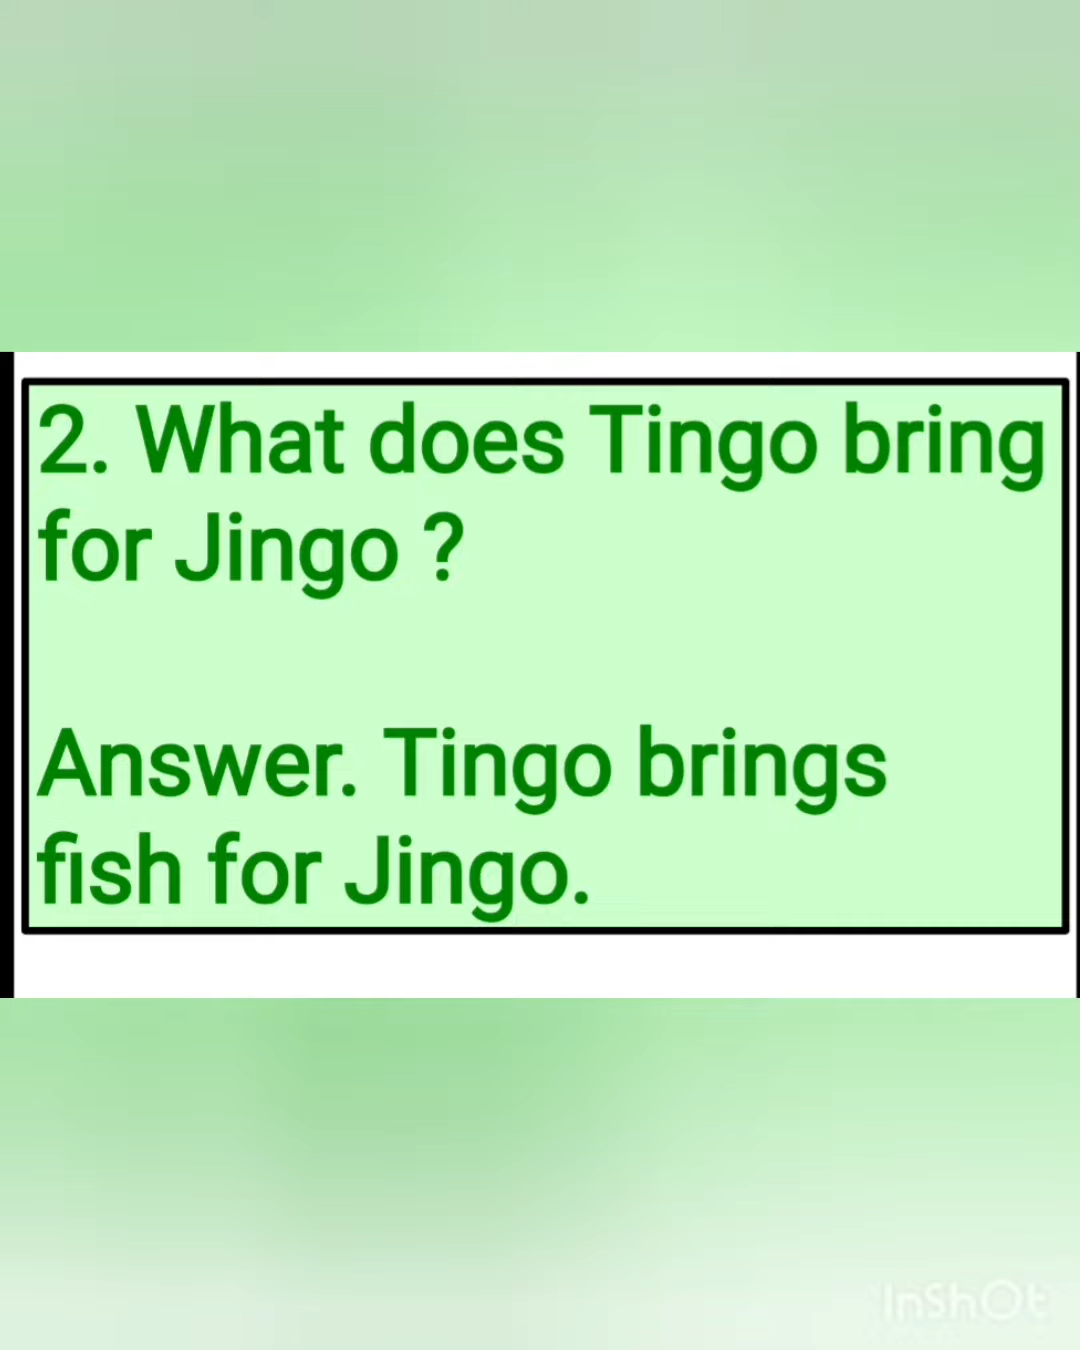 2. What does Tingo bring
for Jingo ?
Answer. Tingo brings
fish for Jingo.
InShOt